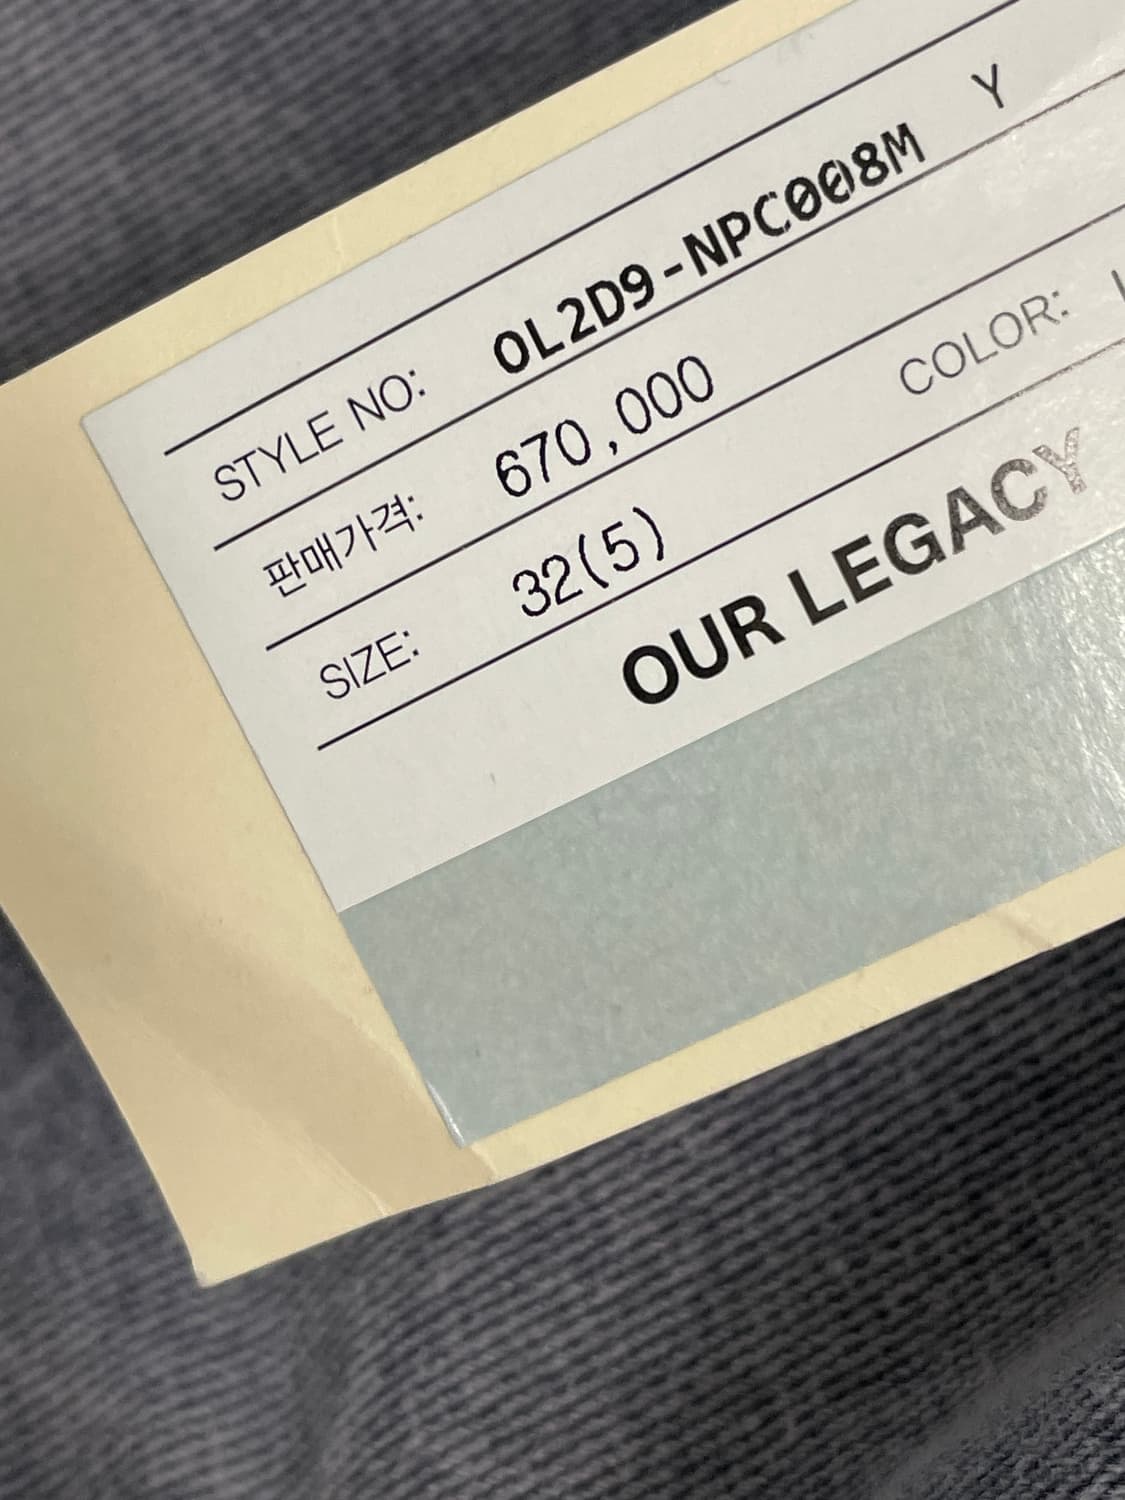 STYLE NO: OL2D9-NPC008M Y
판매가격: 670,000
SIZE: 32(5) COLOR:
OUR LEGACY